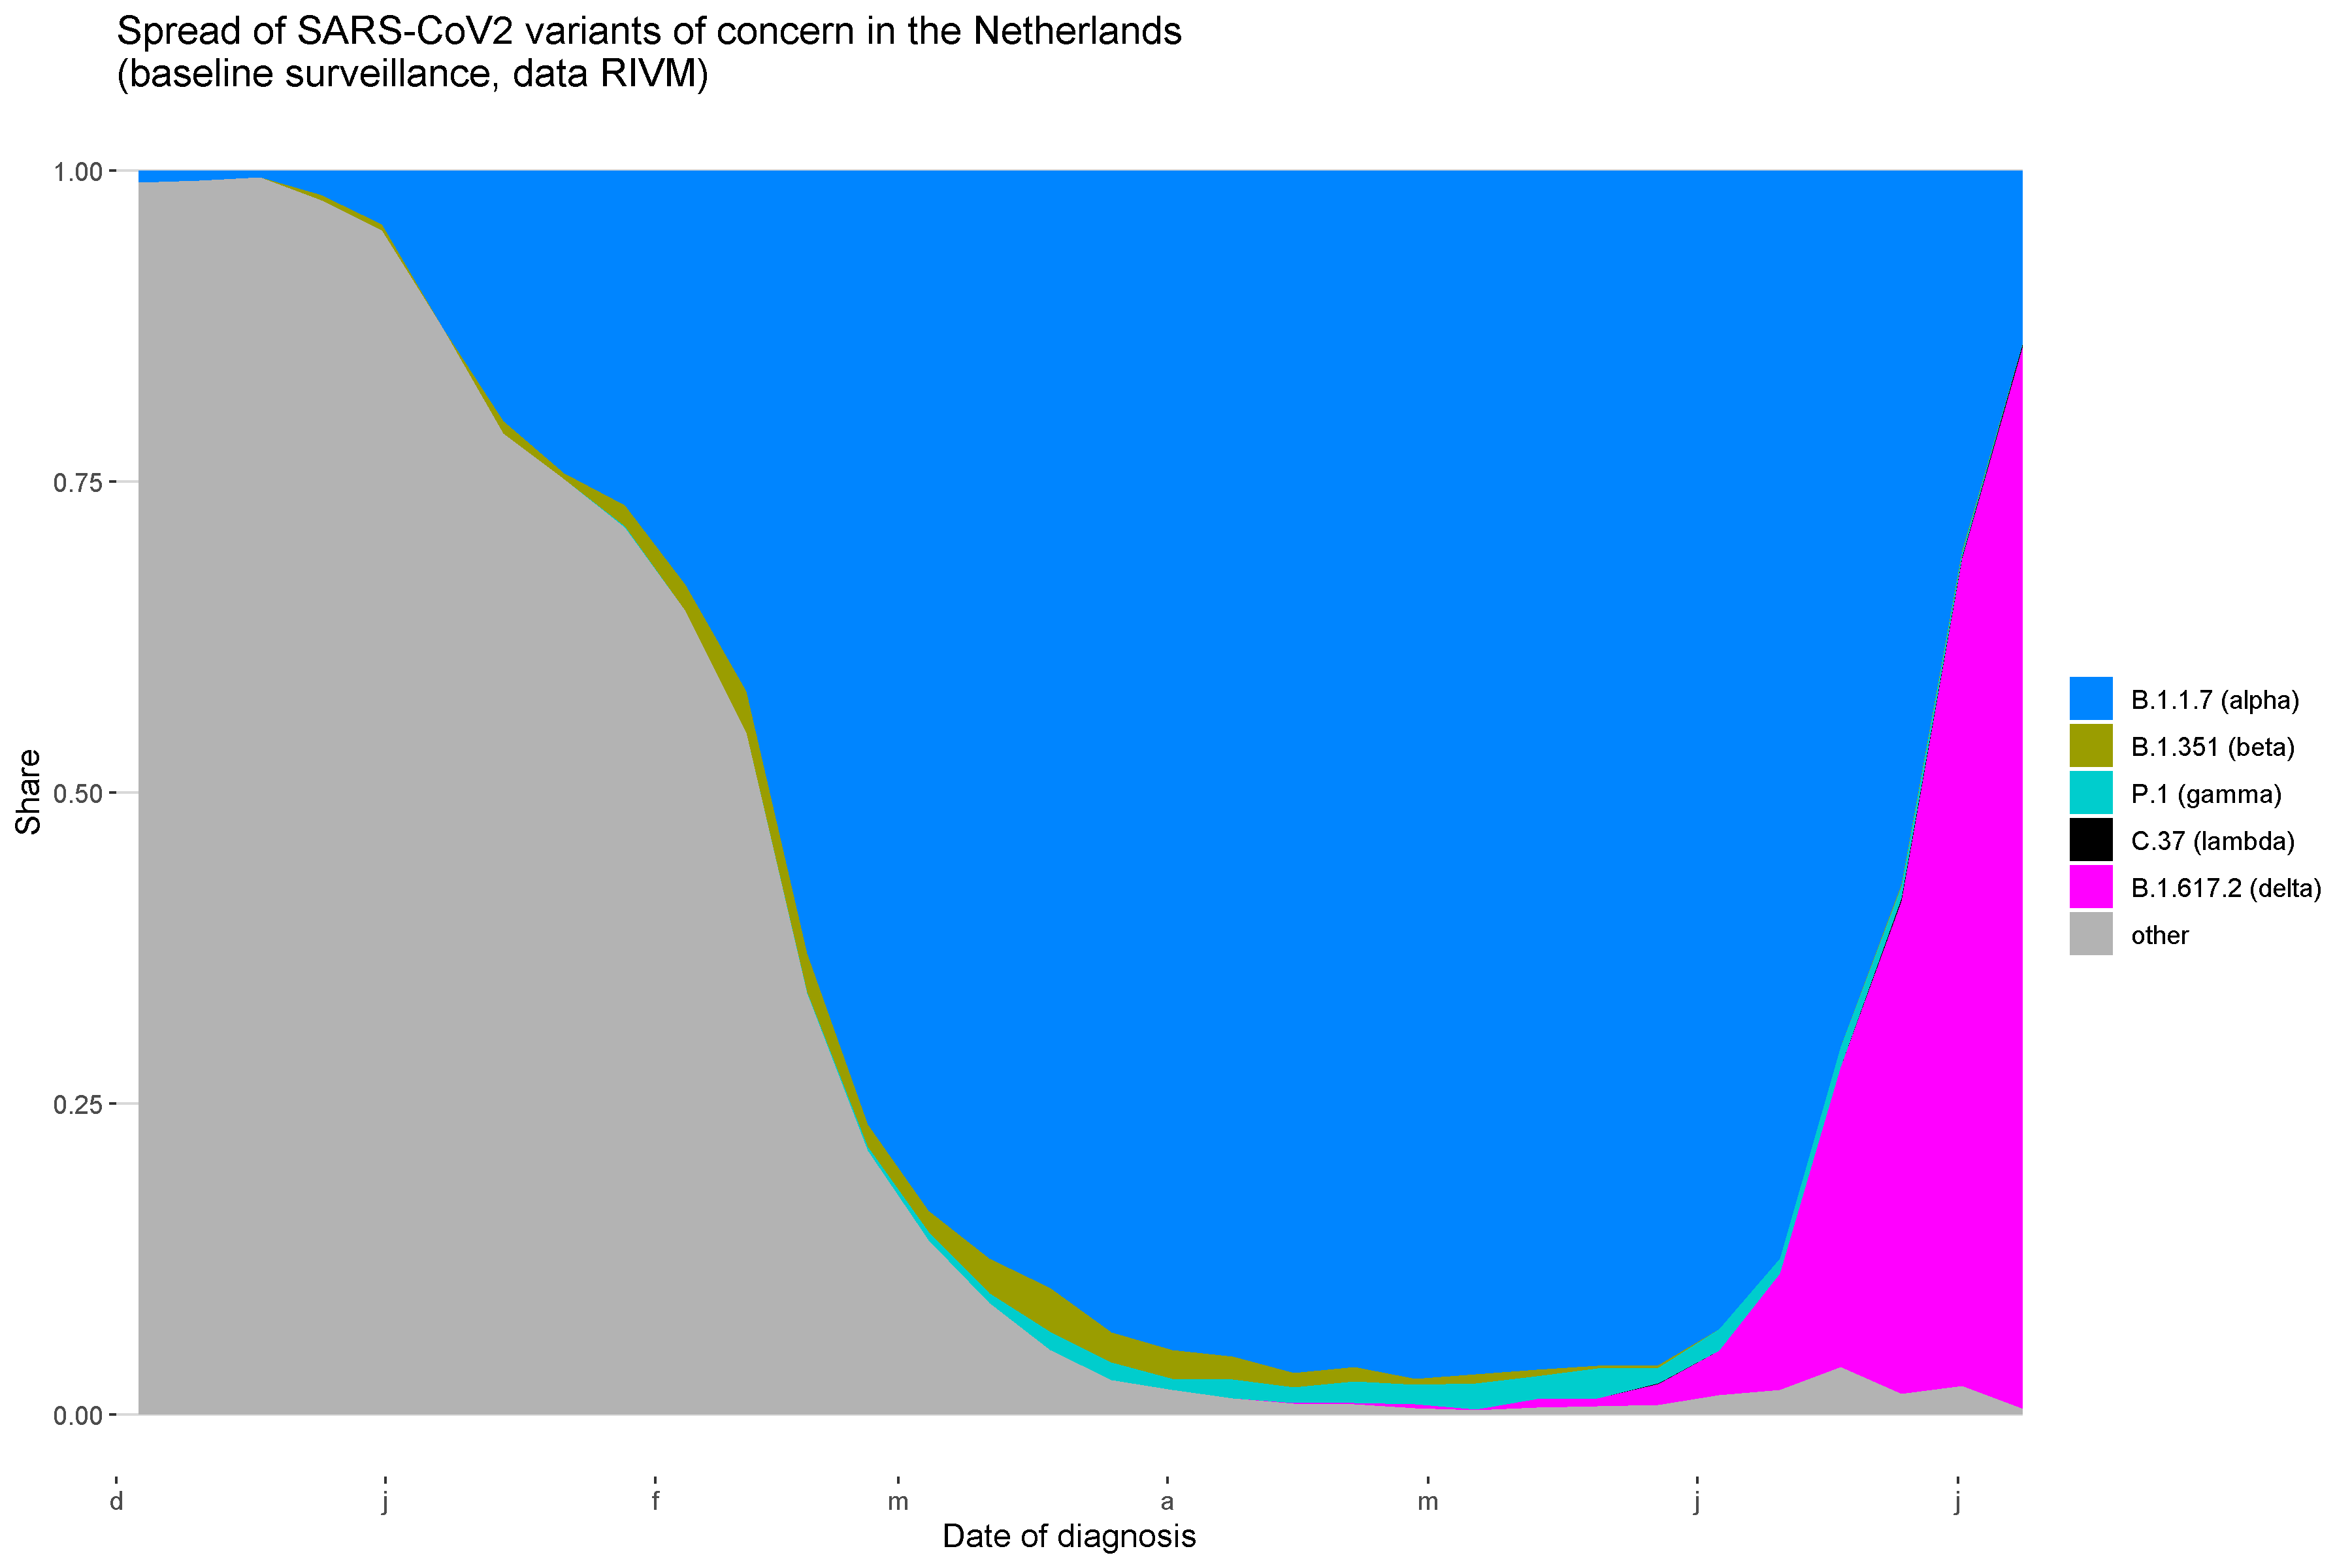 Spread of SARS-CoV2 variants of concern in the Netherlands
(baseline surveillance, data RIVM)
1.00
0.75
0.50
0.25
0.00
Share
d j f m a m j j
Date of diagnosis
B.1.1.7 (alpha)
B.1.351 (beta)
P.1 (gamma)
C.37 (lambda)
B.1.617.2 (delta)
other